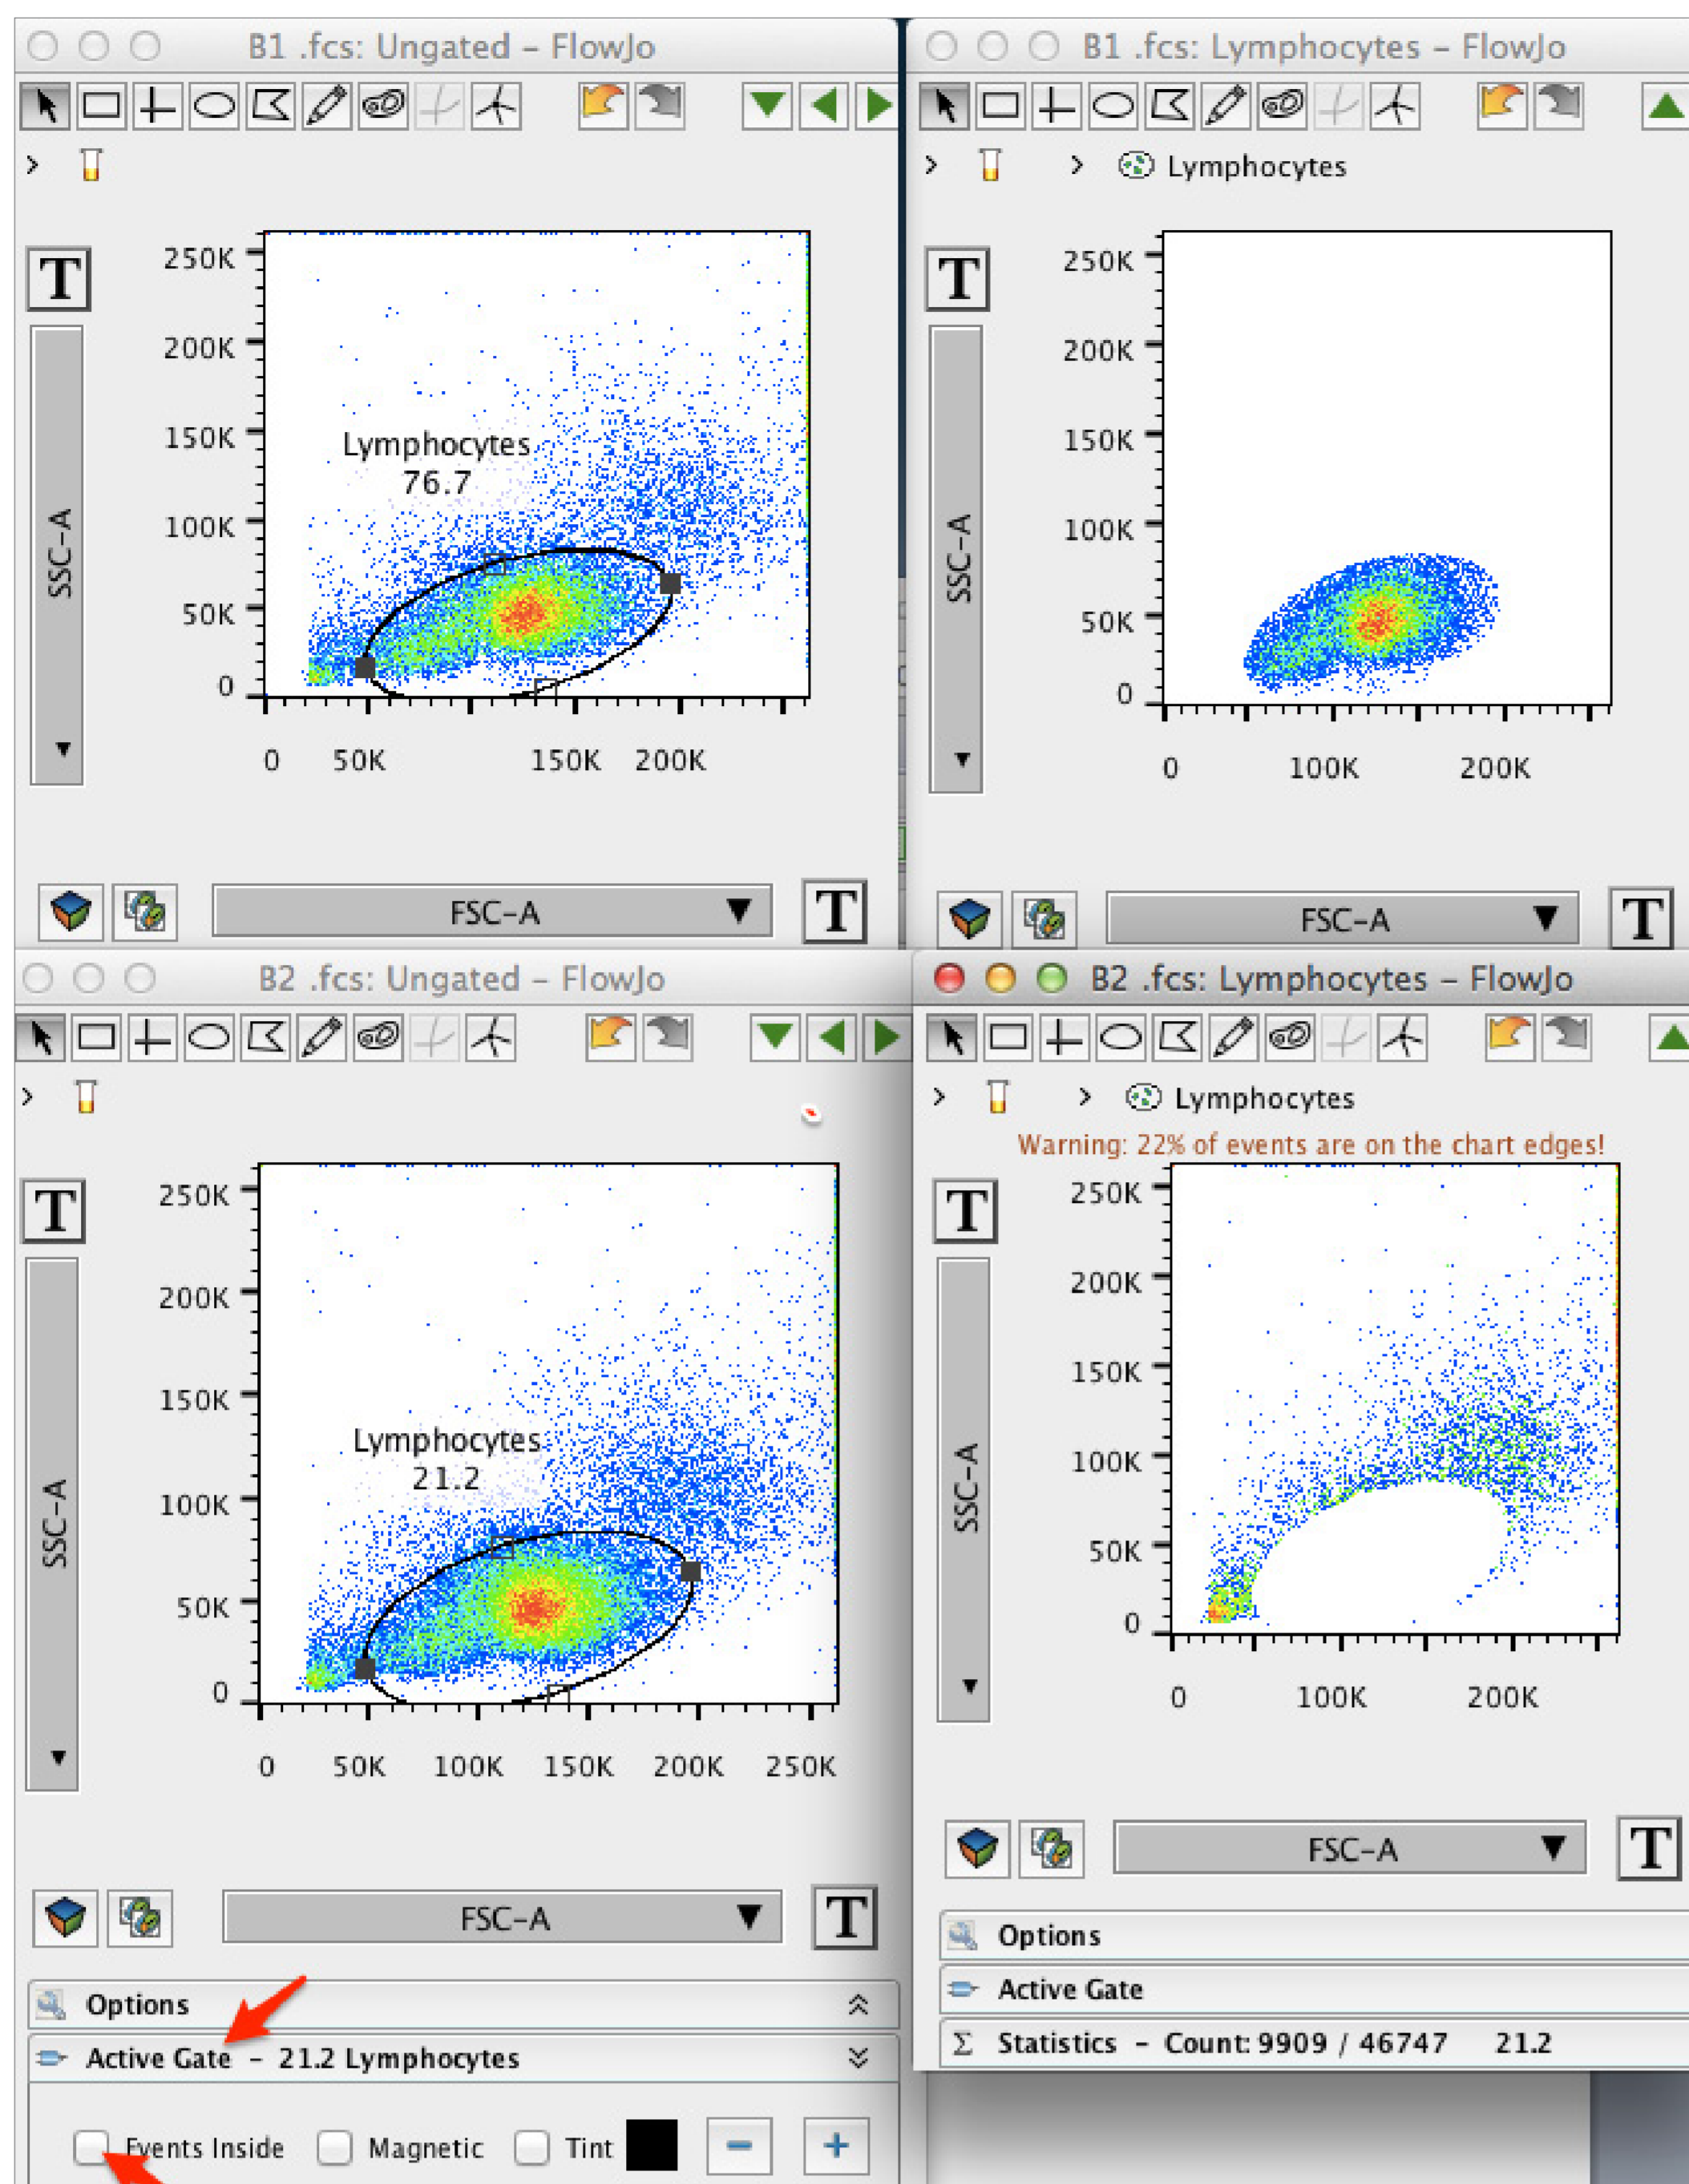 B1 .fcs: Ungated – FlowJo
>
T
250K
200K
150K
100K
50K
0
Lymphocytes
76.7
SSC-A
0 50K 150K 200K
FSC-A
T
B1 .fcs: Lymphocytes – FlowJo
> > Lymphocytes
T
250K
200K
150K
100K
50K
0
SSC-A
0 100K 200K
FSC-A
T
B2 .fcs: Ungated – FlowJo
>
T
250K
200K
150K
100K
50K
0
Lymphocytes
21.2
SSC-A
0 50K 100K 150K 200K 250K
FSC-A
T
Options
Active Gate – 21.2 Lymphocytes
Events Inside Magnetic Tint
B2 .fcs: Lymphocytes – FlowJo
> > Lymphocytes
Warning: 22% of events are on the chart edges!
T
250K
200K
150K
100K
50K
0
SSC-A
0 100K 200K
FSC-A
T
Options
Active Gate
Σ Statistics – Count: 9909 / 46747 21.2